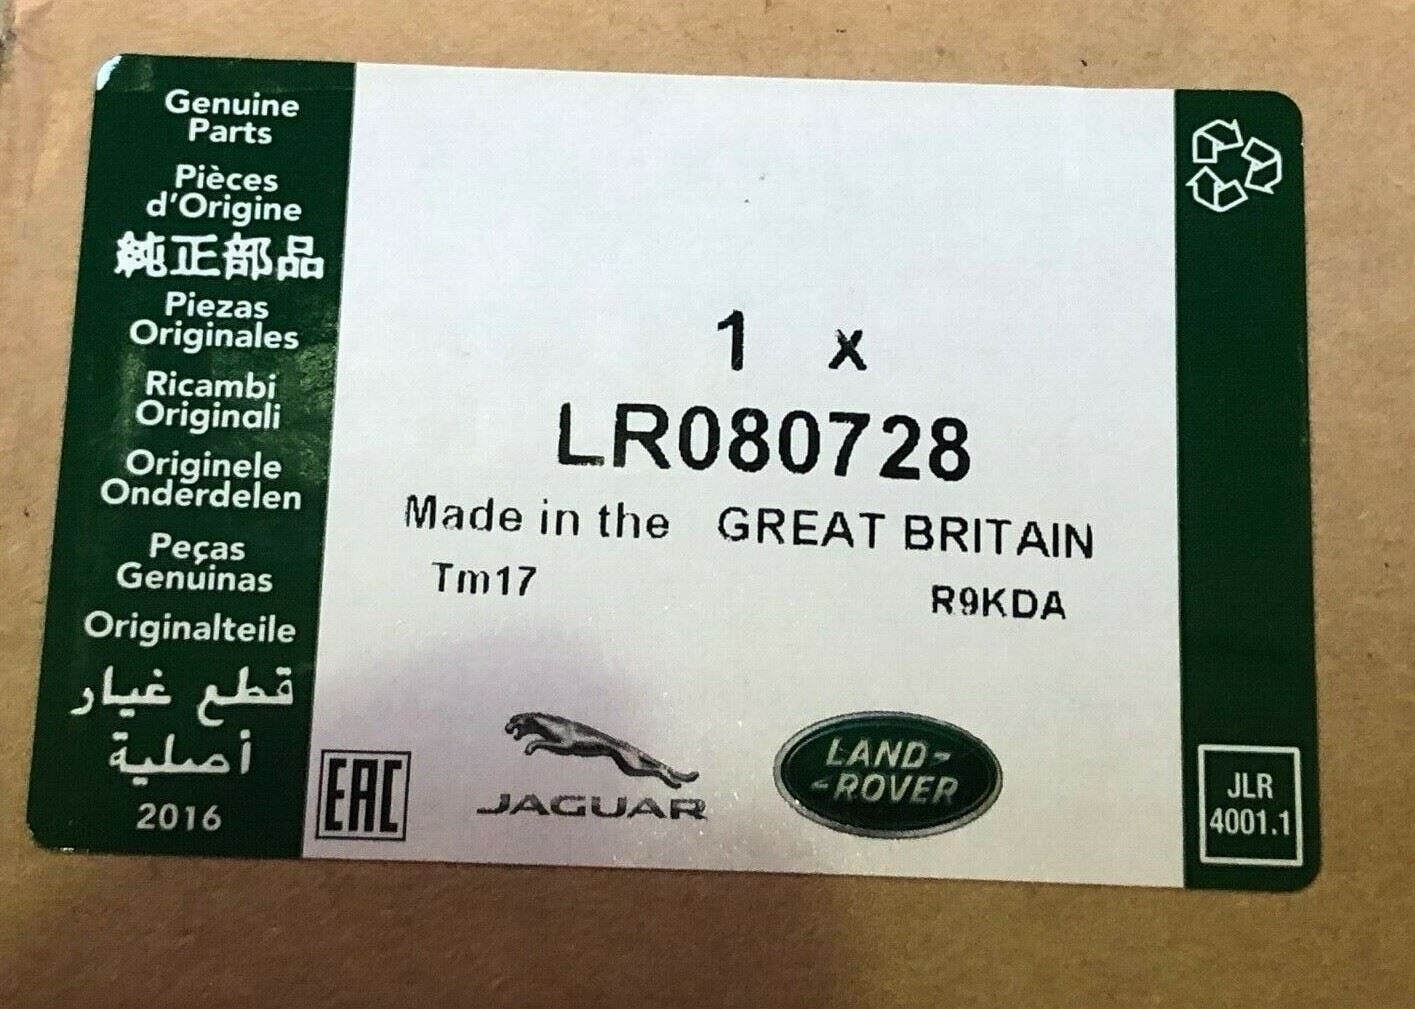 Genuine
Parts
Pièces
d'Origine
純正部品
Piezas
Originales
Ricambi
Originali
Originele
Onderdelen
Peças
Genuinas
Originalteile
قطع غيار
أصلية
2016
1 x
LR080728
Made in the GREAT BRITAIN
Tm17 R9KDA
EAC
JAGUAR
LAND-
-ROVER
JLR
4001.1